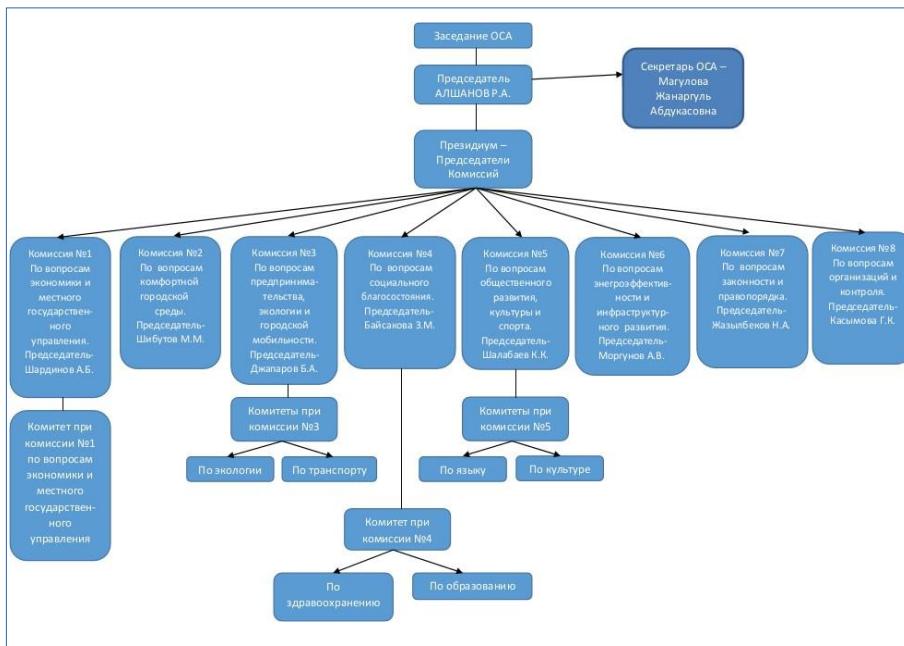 Заседание ОСА
Председатель
АЛШАНОВ Р.А.
Секретарь ОСА –
Магулова
Жанаргуль
Абдукасовна
Президиум –
Председатели
Комиссий
Комиссия №1
По вопросам
экономики и
местного
государствен-
ного
управления.
Председатель-
Шардинов А.Б.
Комиссия №2
По вопросам
комфортной
городской
среды.
Председатель-
Шибутов М.М.
Комиссия №3
По вопросам
предпринима-
тельства,
экологии и
городской
мобильности.
Председатель-
Джапаров Б.А.
Комиссия №4
По вопросам
социального
благосостояния.
Председатель-
Байсакова З.М.
Комиссия №5
По вопросам
общественного
развития,
культуры и
спорта.
Председатель-
Шалабаев К.К.
Комиссия №6
По вопросам
энегроэффектив-
ности и
инфраструктур-
ного развития.
Председатель-
Моргунов А.В.
Комиссия №7
По вопросам
законности и
правопорядка.
Председатель-
Жазылбеков Н.А.
Комиссия №8
По вопросам
организаций и
контроля.
Председатель-
Касымова Г.К.
Комитет при
комиссии №1
по вопросам
экономики и
местного
государствен-
ного
управления
Комитеты при
комиссии №3
По экологии
По транспорту
Комитеты при
комиссии №5
По языку
По культуре
Комитет при
комиссии №4
По
здравоохранению
По образованию